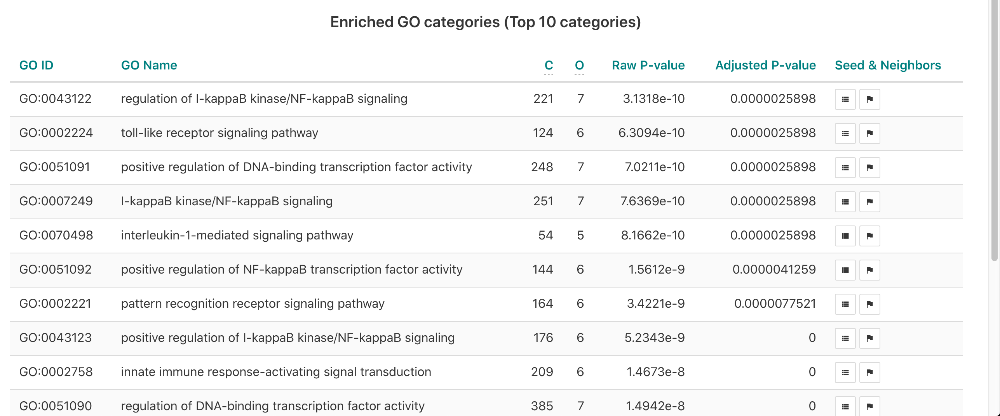 Enriched GO categories (Top 10 categories)
GO ID GO Name C O Raw P-value Adjusted P-value Seed & Neighbors
GO:0043122 regulation of I-kappaB kinase/NF-kappaB signaling 221 7 3.1318e-10 0.0000025898
GO:0002224 toll-like receptor signaling pathway 124 6 6.3094e-10 0.0000025898
GO:0051091 positive regulation of DNA-binding transcription factor activity 248 7 7.0211e-10 0.0000025898
GO:0007249 I-kappaB kinase/NF-kappaB signaling 251 7 7.6369e-10 0.0000025898
GO:0070498 interleukin-1-mediated signaling pathway 54 5 8.1662e-10 0.0000025898
GO:0051092 positive regulation of NF-kappaB transcription factor activity 144 6 1.5612e-9 0.0000041259
GO:0002221 pattern recognition receptor signaling pathway 164 6 3.4221e-9 0.0000077521
GO:0043123 positive regulation of I-kappaB kinase/NF-kappaB signaling 176 6 5.2343e-9 0
GO:0002758 innate immune response-activating signal transduction 209 6 1.4673e-8 0
GO:0051090 regulation of DNA-binding transcription factor activity 385 7 1.4942e-8 0